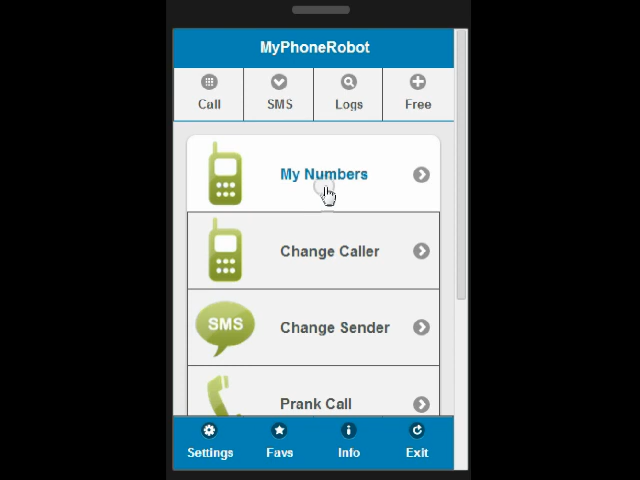 MyPhoneRobot
Call SMS Logs Free
My Numbers
Change Caller
SMS Change Sender
Prank Call
Settings Favs Info Exit